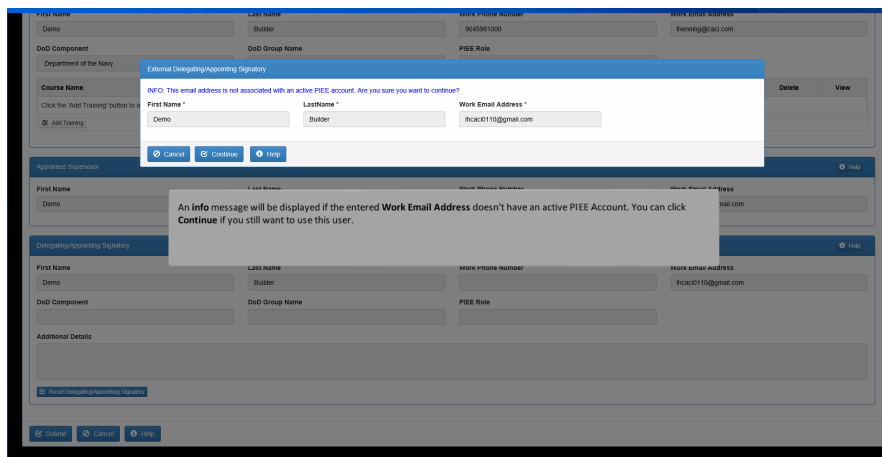 First Name Last Name Work Phone Number Work Email Address
Demo Builder 9045961000 lhenning@caci.com
DoD Component DoD Group Name PIEE Role
Department of the Navy
External Delegating/Appointing Signatory
INFO: This email address is not associated with an active PIEE account. Are you sure you want to continue?
First Name * LastName * Work Email Address *
Demo Builder lhcaci0110@gmail.com
Cancel Continue Help
Course Name Delete View
Click the 'Add Training' button to a
Add Training
Appointee Supervisor Help
First Name Last Name Work Phone Number Work Email Address
Demo mail.com
An info message will be displayed if the entered Work Email Address doesn't have an active PIEE Account. You can click
Continue if you still want to use this user.
Delegating/Appointing Signatory Help
First Name Last Name Work Phone Number Work Email Address
Demo Builder lhcaci0110@gmail.com
DoD Component DoD Group Name PIEE Role
Additional Details
Reset Delegating/Appointing Signatory
Submit Cancel Help